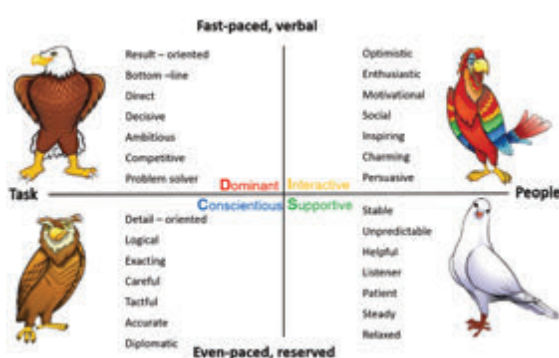 Fast-paced, verbal
Result – oriented
Bottom –line
Direct
Decisive
Ambitious
Competitive
Problem solver
Optimistic
Enthusiastic
Motivational
Social
Inspiring
Charming
Persuasive
Dominant
Interactive
Task
People
Conscientious
Supportive
Detail – oriented
Logical
Exacting
Careful
Tactful
Accurate
Diplomatic
Stable
Unpredictable
Helpful
Listener
Patient
Steady
Relaxed
Even-paced, reserved